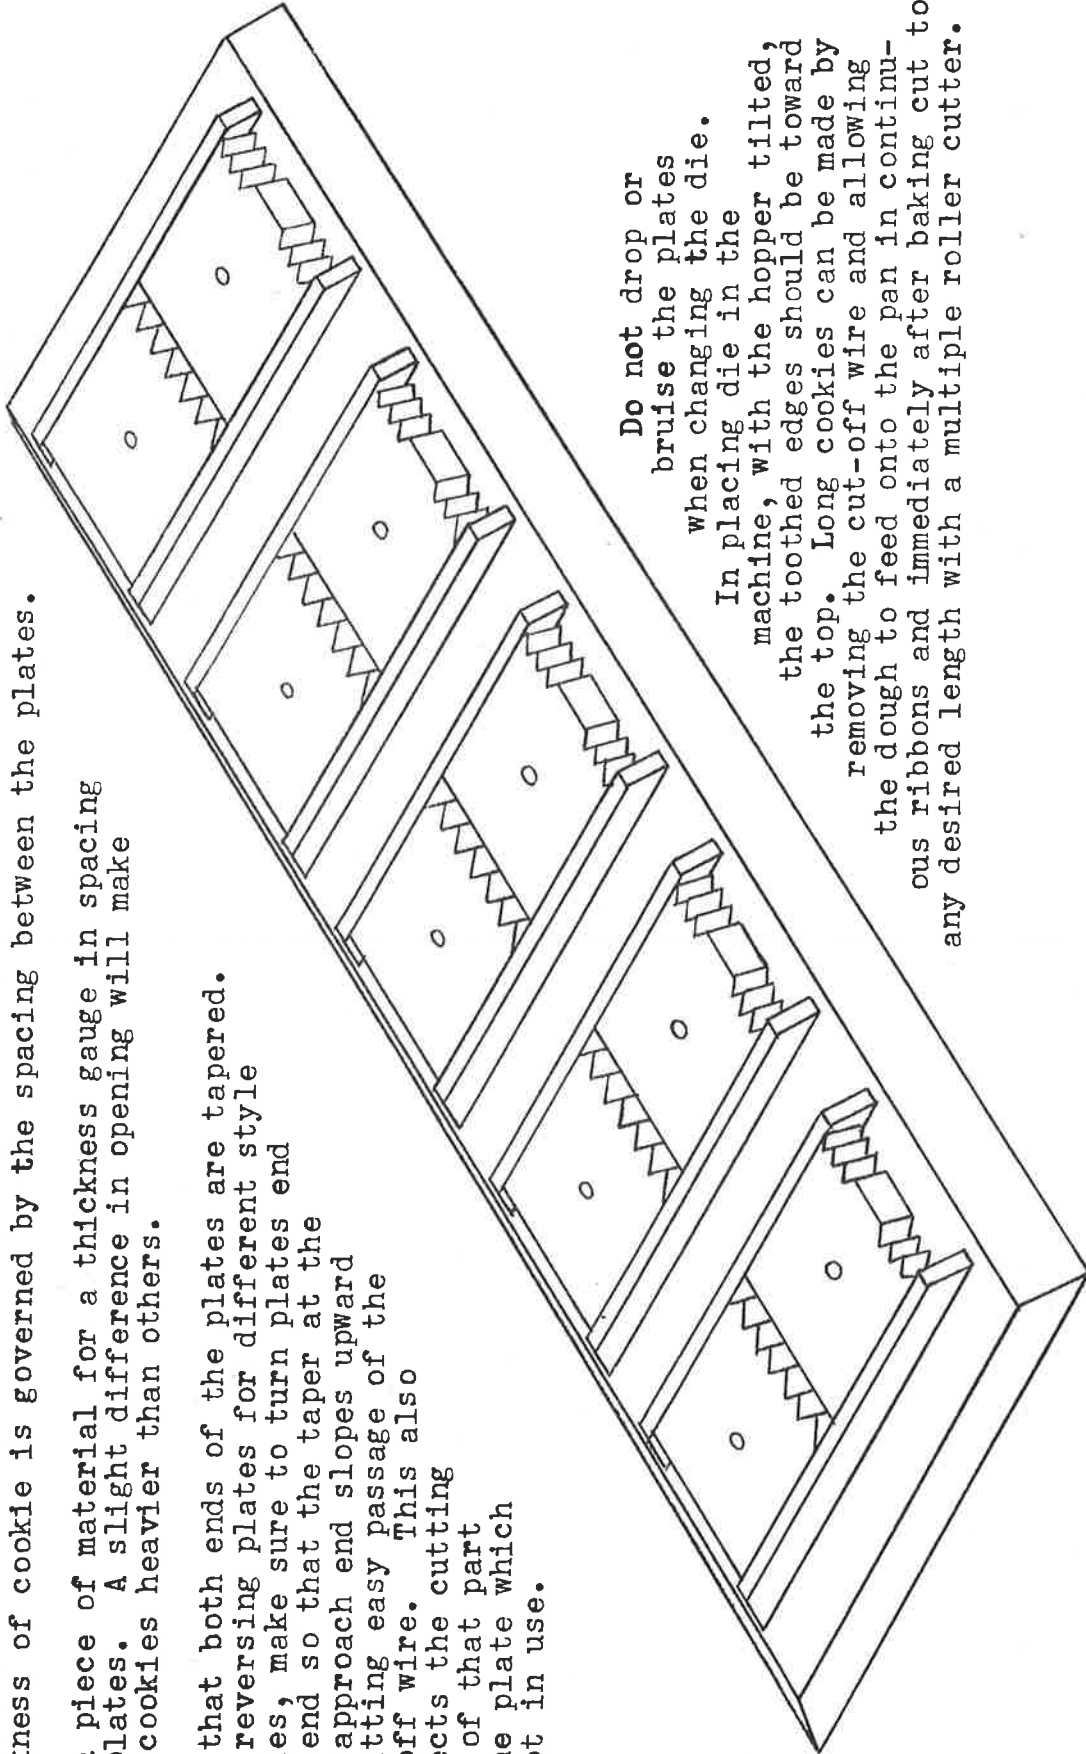 ness of cookie is governed by the spacing between the plates.
piece of material for a thickness gauge in spacing
plates. A slight difference in opening will make
cookies heavier than others.
that both ends of the plates are tapered.
reversing plates for different style
es, make sure to turn plates end
end so that the taper at the
approach end slopes upward
tting easy passage of the
off wire. This also
ects the cutting
of that part
e plate which
ot in use.
Do not drop or
bruise the plates
when changing the die.
In placing die in the
machine, with the hopper tilted,
the toothed edges should be toward
the top. Long cookies can be made by
removing the cut-off wire and allowing
the dough to feed onto the pan in continu-
ous ribbons and immediately after baking cut to
any desired length with a multiple roller cutter.